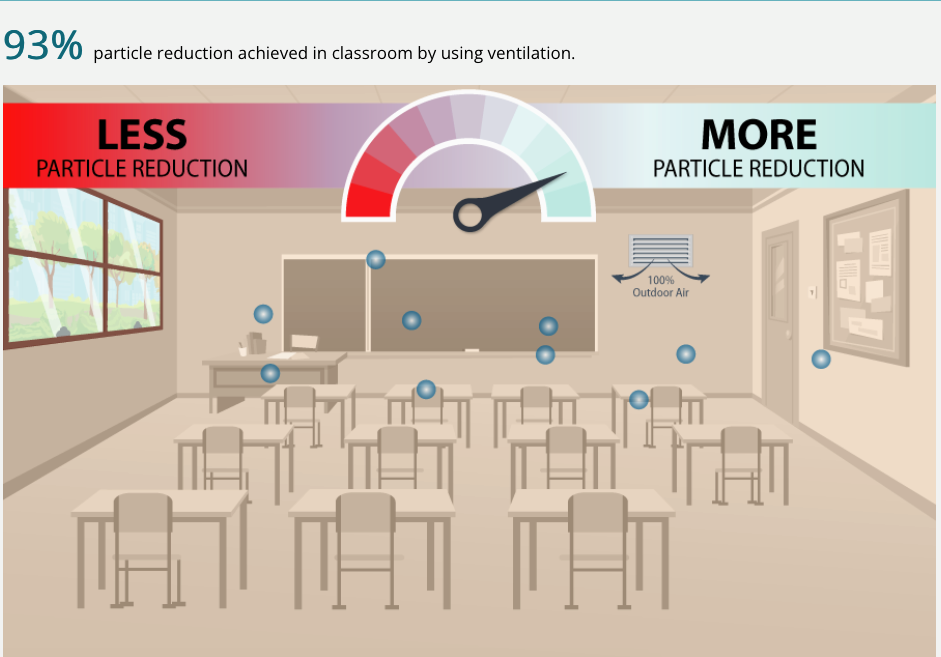 93% particle reduction achieved in classroom by using ventilation.
LESS
PARTICLE REDUCTION
MORE
PARTICLE REDUCTION
100%
Outdoor Air